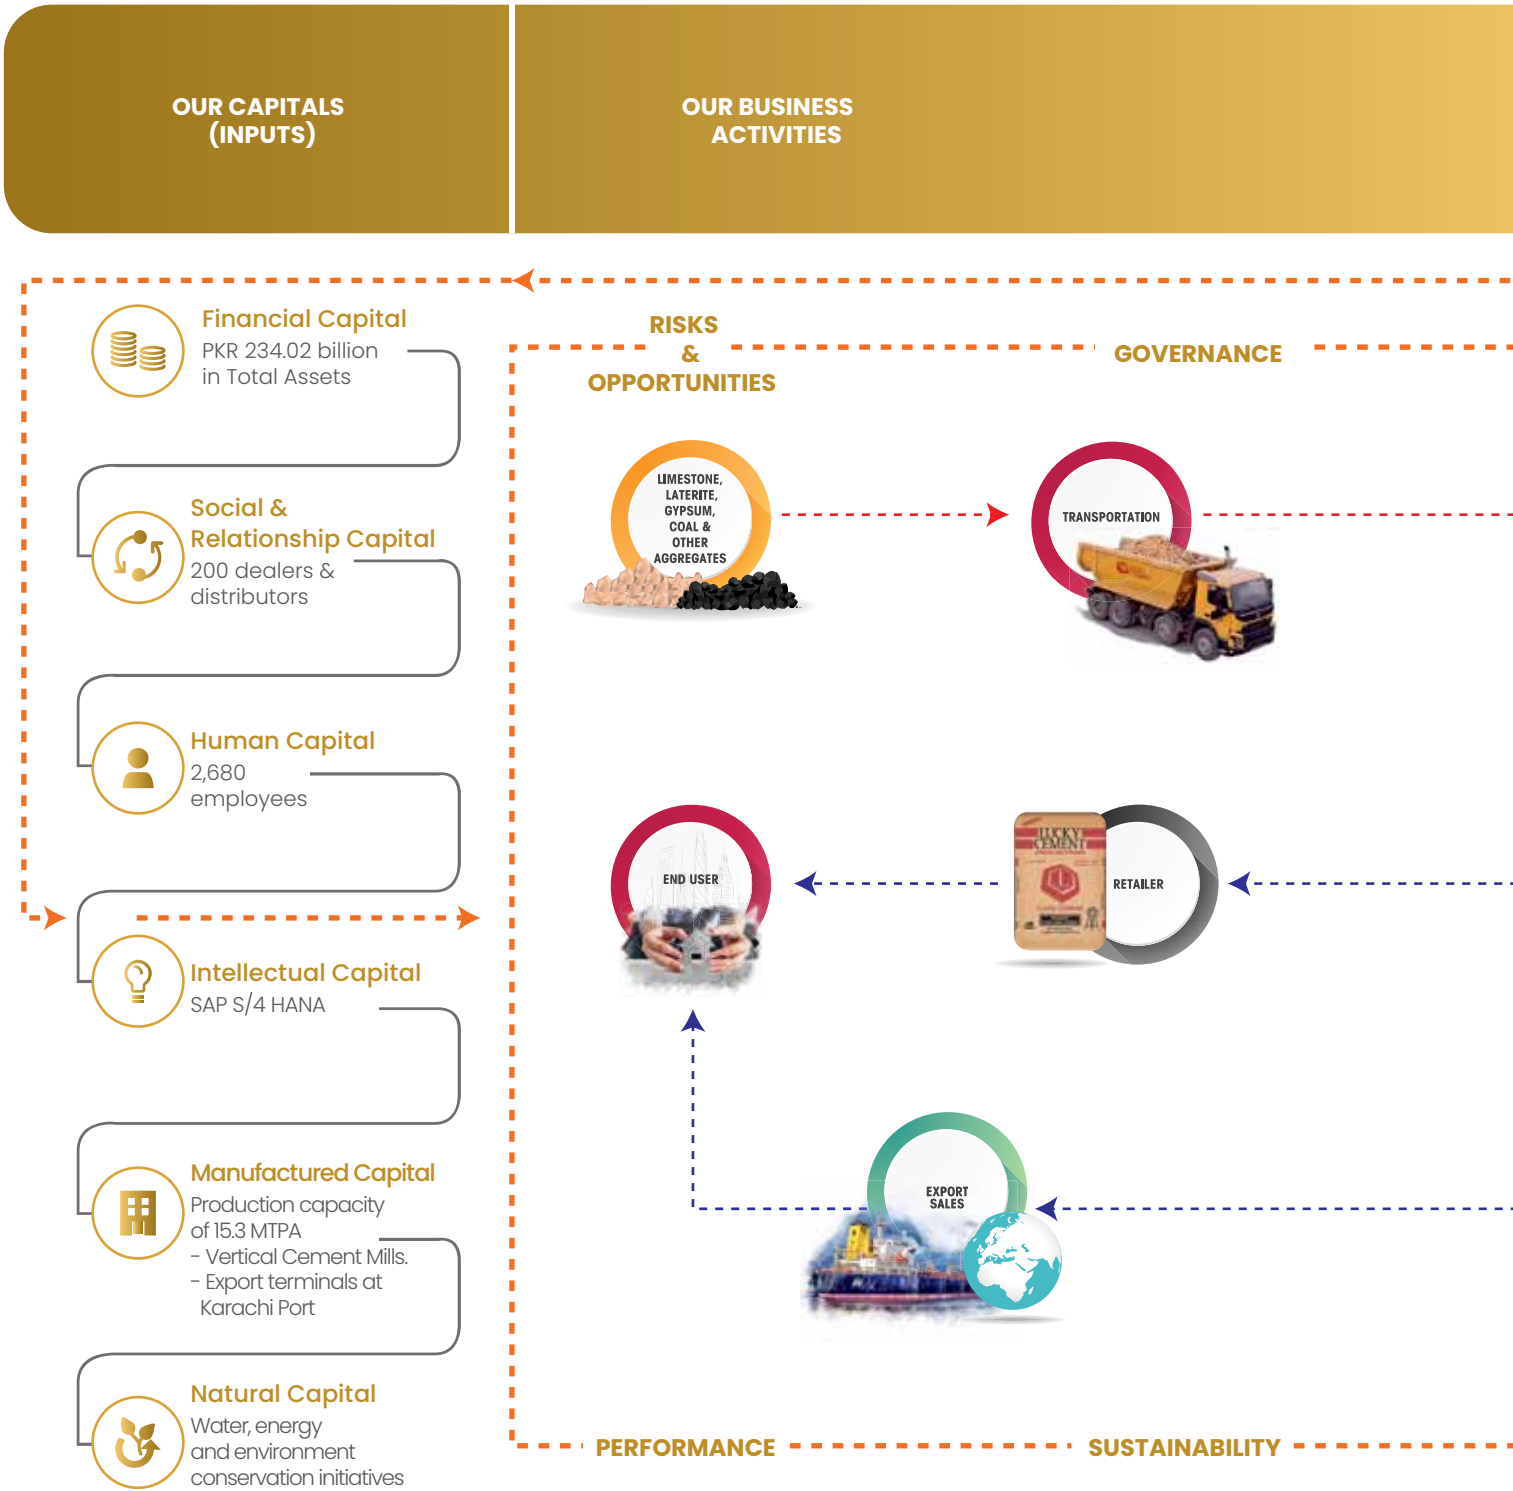 OUR CAPITALS
(INPUTS)
OUR BUSINESS
ACTIVITIES
Financial Capital
PKR 234.02 billion
in Total Assets
Social &
Relationship Capital
200 dealers &
distributors
Human Capital
2,680
employees
Intellectual Capital
SAP S/4 HANA
Manufactured Capital
Production capacity
of 15.3 MTPA
- Vertical Cement Mills.
- Export terminals at
Karachi Port
Natural Capital
Water, energy
and environment
conservation initiatives
RISKS
&
OPPORTUNITIES
GOVERNANCE
LIMESTONE,
LATERITE,
GYPSUM,
COAL &
OTHER
AGGREGATES
TRANSPORTATION
END USER
LUCKY
CEMENT
RETAILER
EXPORT
SALES
PERFORMANCE
SUSTAINABILITY